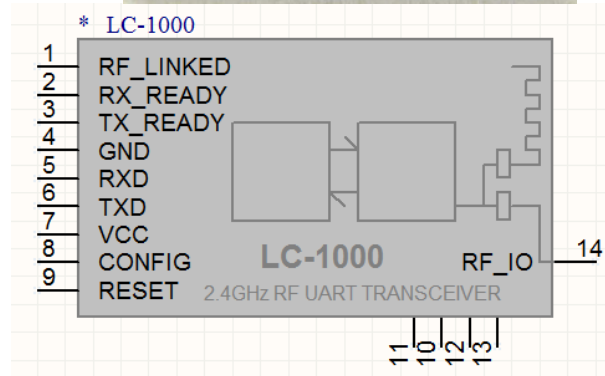 * LC-1000
1 RF_LINKED
2 RX_READY
3 TX_READY
4 GND
5 RXD
6 TXD
7 VCC
8 CONFIG
9 RESET
LC-1000
RF_IO 14
2.4GHz RF UART TRANSCEIVER
11 10 12 13